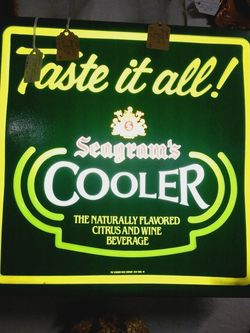 Taste it all!
S
Seagram's
COOLER
THE NATURALLY FLAVORED
CITRUS AND WINE
BEVERAGE